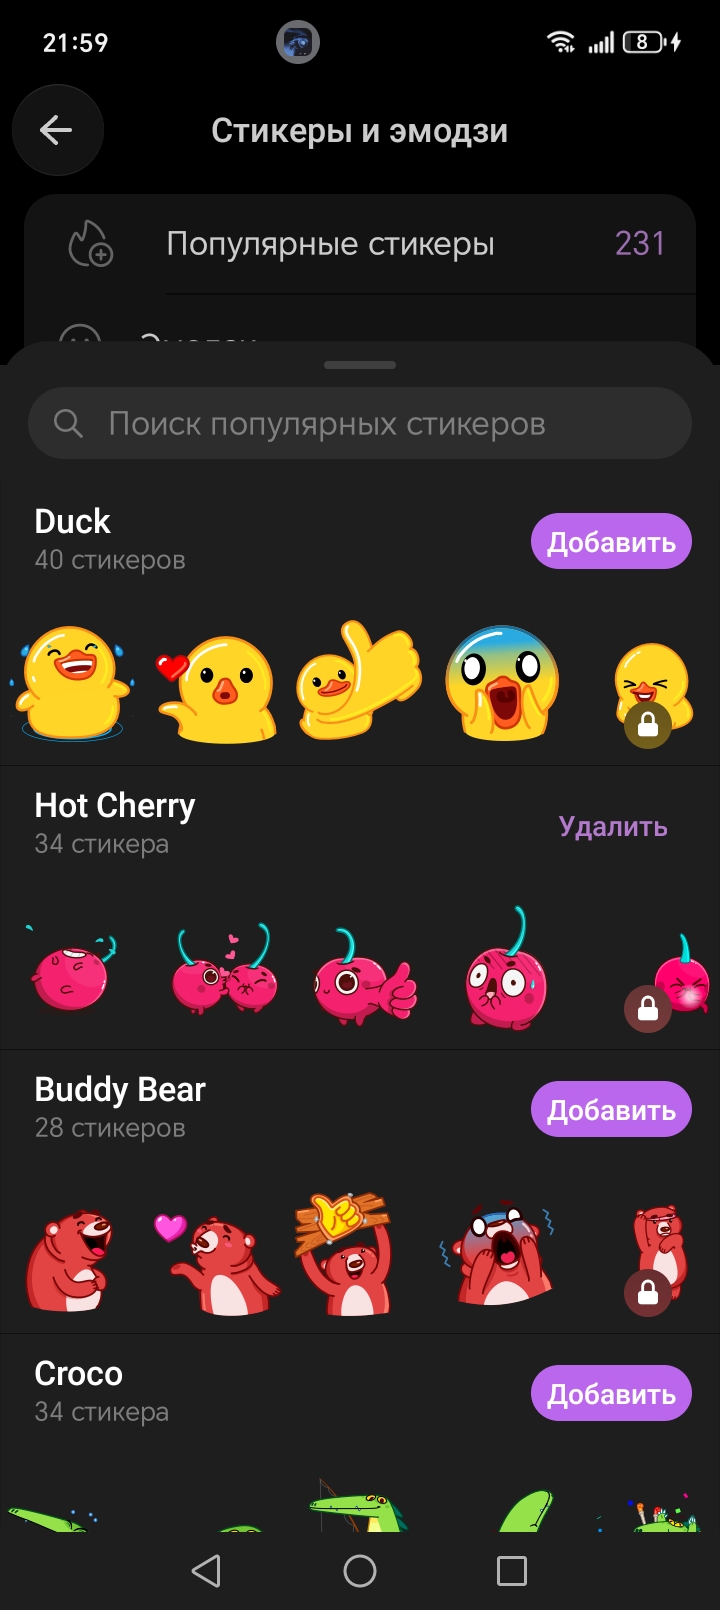 21:59
8
Стикеры и эмодзи
Популярные стикеры 231
Поиск популярных стикеров
Duck
40 стикеров
Добавить
Hot Cherry
34 стикера
Удалить
Buddy Bear
28 стикеров
Добавить
Croco
34 стикера
Добавить